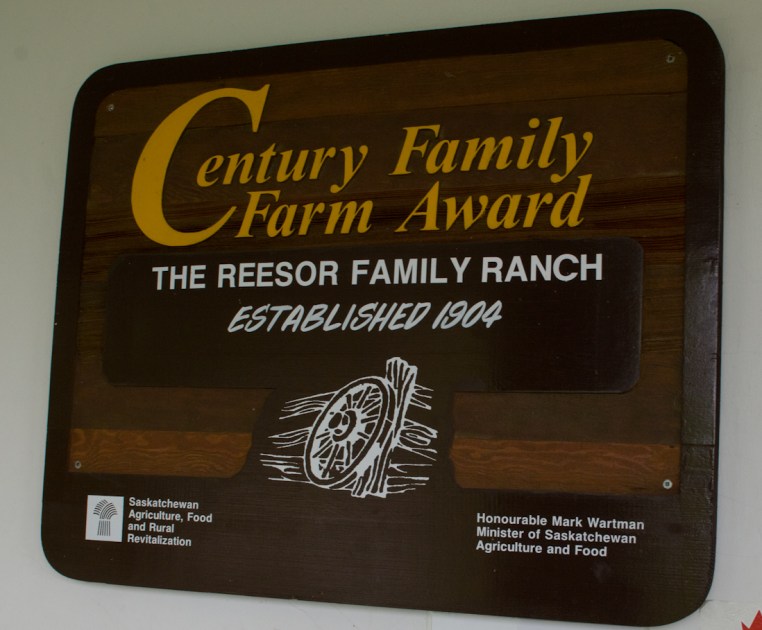 Century Family
Farm Award
THE REESOR FAMILY RANCH
ESTABLISHED 1904
Saskatchewan
Agriculture, Food
and Rural
Revitalization
Honourable Mark Wartman
Minister of Saskatchewan
Agriculture and Food